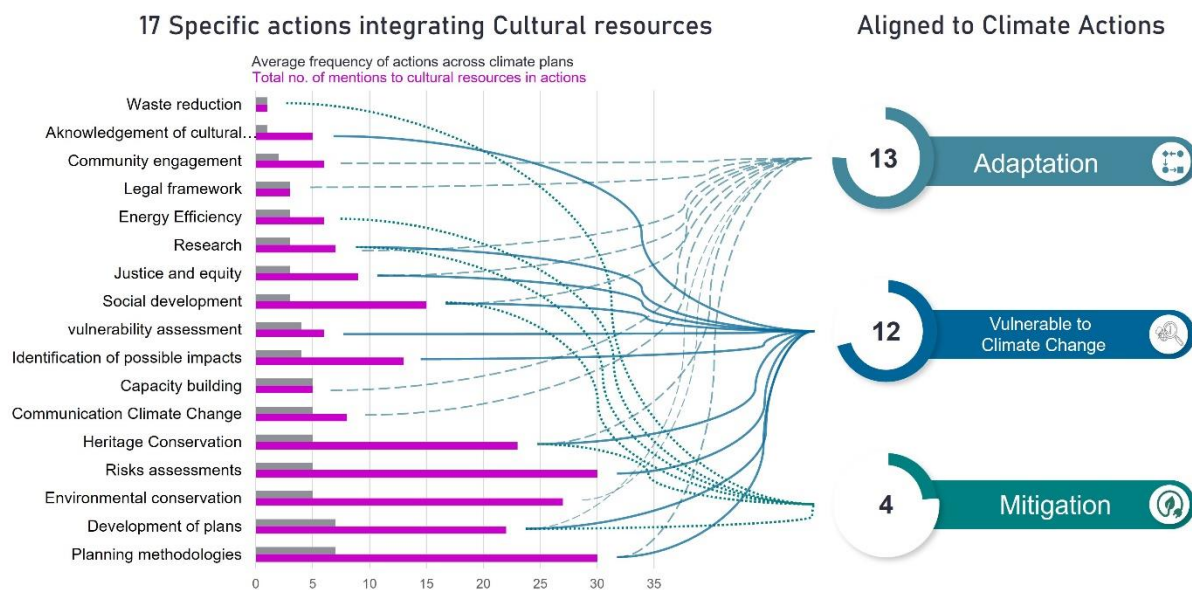 17 Specific actions integrating Cultural resources
Aligned to Climate Actions
Average frequency of actions across climate plans
Total no. of mentions to cultural resources in actions
Waste reduction
Aknowledgement of cultural…
Community engagement
Legal framework
Energy Efficiency
Research
Justice and equity
Social development
vulnerability assessment
Identification of possible impacts
Capacity building
Communication Climate Change
Heritage Conservation
Risks assessments
Environmental conservation
Development of plans
Planning methodologies
0 5 10 15 20 25 30 35
13
Adaptation
12
Vulnerable to
Climate Change
4
Mitigation